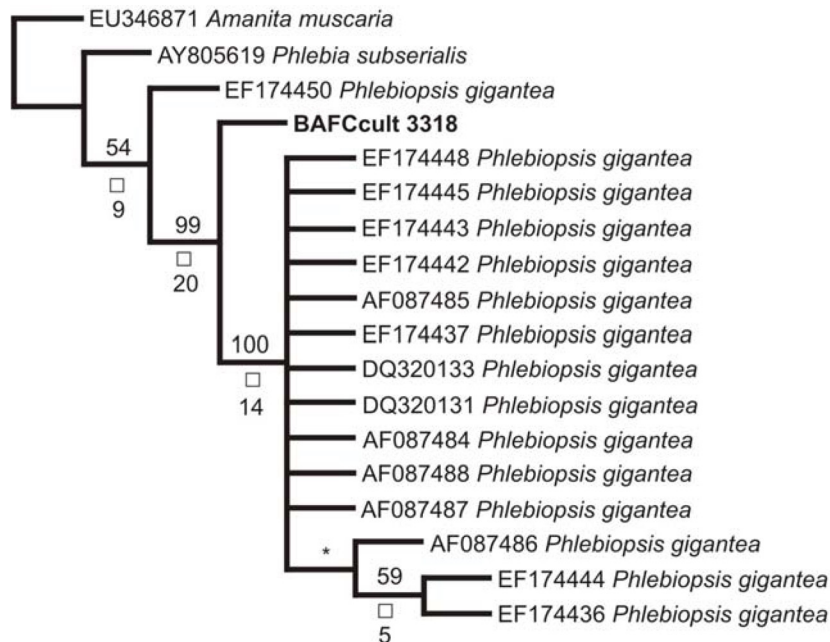 EU346871 Amanita muscaria
AY805619 Phlebia subserialis
EF174450 Phlebiopsis gigantea
BAFCcult 3318
54
□
9
EF174448 Phlebiopsis gigantea
EF174445 Phlebiopsis gigantea
99
□
20
EF174443 Phlebiopsis gigantea
EF174442 Phlebiopsis gigantea
AF087485 Phlebiopsis gigantea
EF174437 Phlebiopsis gigantea
100
□
14
DQ320133 Phlebiopsis gigantea
DQ320131 Phlebiopsis gigantea
AF087484 Phlebiopsis gigantea
AF087488 Phlebiopsis gigantea
AF087487 Phlebiopsis gigantea
*
AF087486 Phlebiopsis gigantea
59
□
5
EF174444 Phlebiopsis gigantea
EF174436 Phlebiopsis gigantea